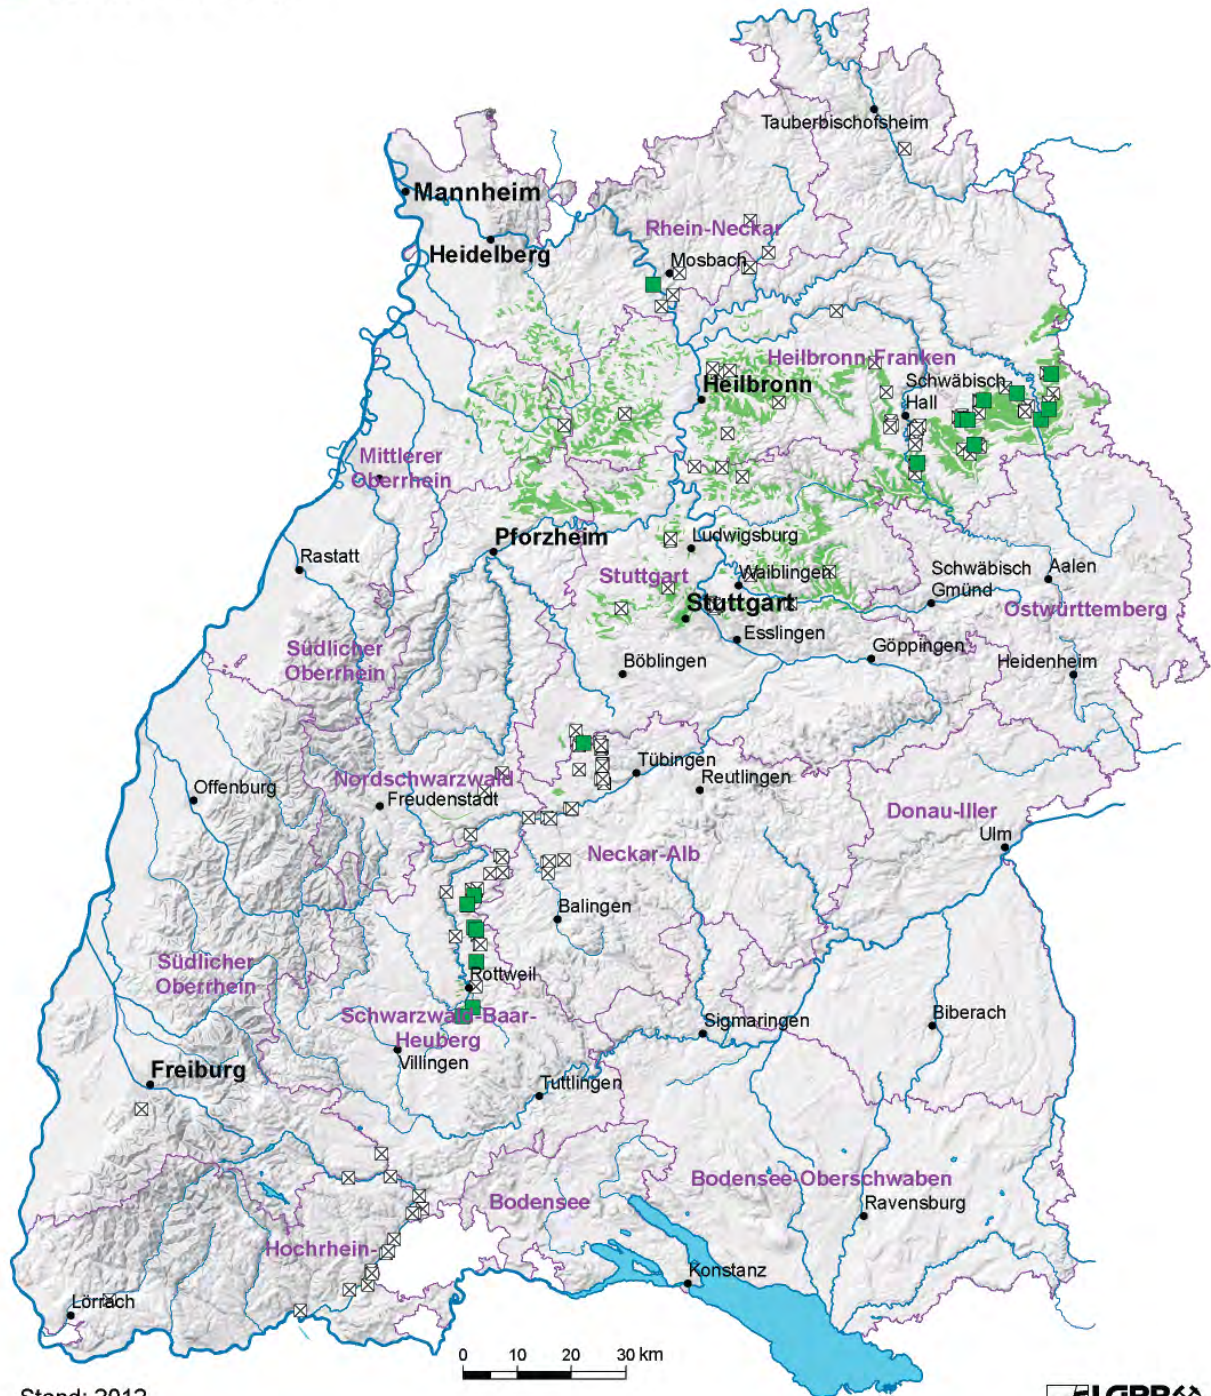 Tauberbischofsheim
Mannheim
Rhein-Neckar
Heidelberg
Mosbach
Heilbronn-Franken
Heilbronn
Schwäbisch
Hall
Mittlerer
Oberrhein
Pforzheim
Ludwigsburg
Rastatt
Stuttgart
Waiblingen
Schwäbisch
Gmünd
Aalen
Stuttgart
Ostwürttemberg
Esslingen
Südlicher
Oberrhein
Böblingen
Göppingen
Heidenheim
Tübingen
Reutlingen
Nordschwarzwald
Offenburg
Freudenstadt
Donau-Iller
Ulm
Neckar-Alb
Balingen
Südlicher
Oberrhein
Rottweil
Schwarzwald-Baar-
Heuberg
Sigmaringen
Biberach
Villingen
Freiburg
Tuttlingen
Bodensee-Oberschwaben
Bodensee
Ravensburg
Hochrhein-
Konstanz
Lörrach
0 10 20 30 km
Stand: 2012
LGRB